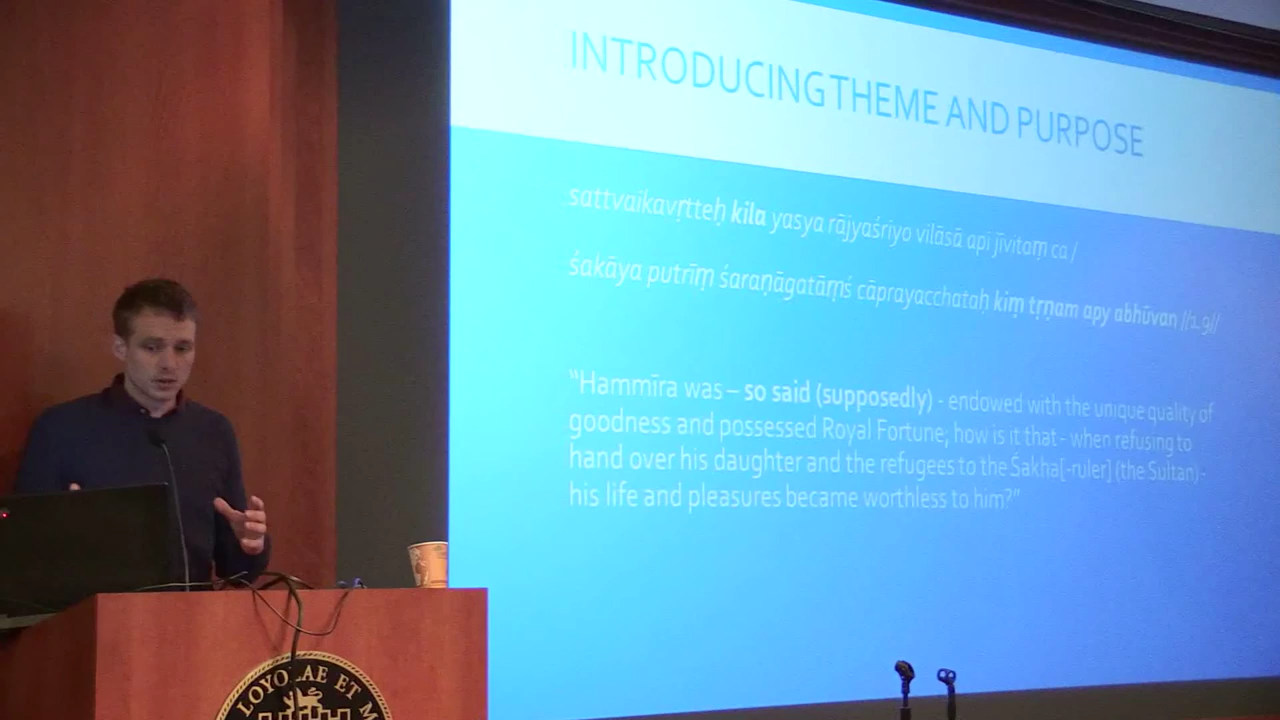 INTRODUCING THEME AND PURPOSE
sattvaikavṛtteḥ kila yasya rājyaśriyo vilāsā api jīvitaṃ ca /
śakāya putrīṃ śaraṇāgatāṃś cāprayacchataḥ kiṃ tṛṇam apy abhūvan //1.9//
“Hammīra was – so said (supposedly) - endowed with the unique quality of
goodness and possessed Royal Fortune; how is it that - when refusing to
hand over his daughter and the refugees to the Śakha[-ruler] (the Sultan)-
his life and pleasures became worthless to him?”
LOYOLAE ET M